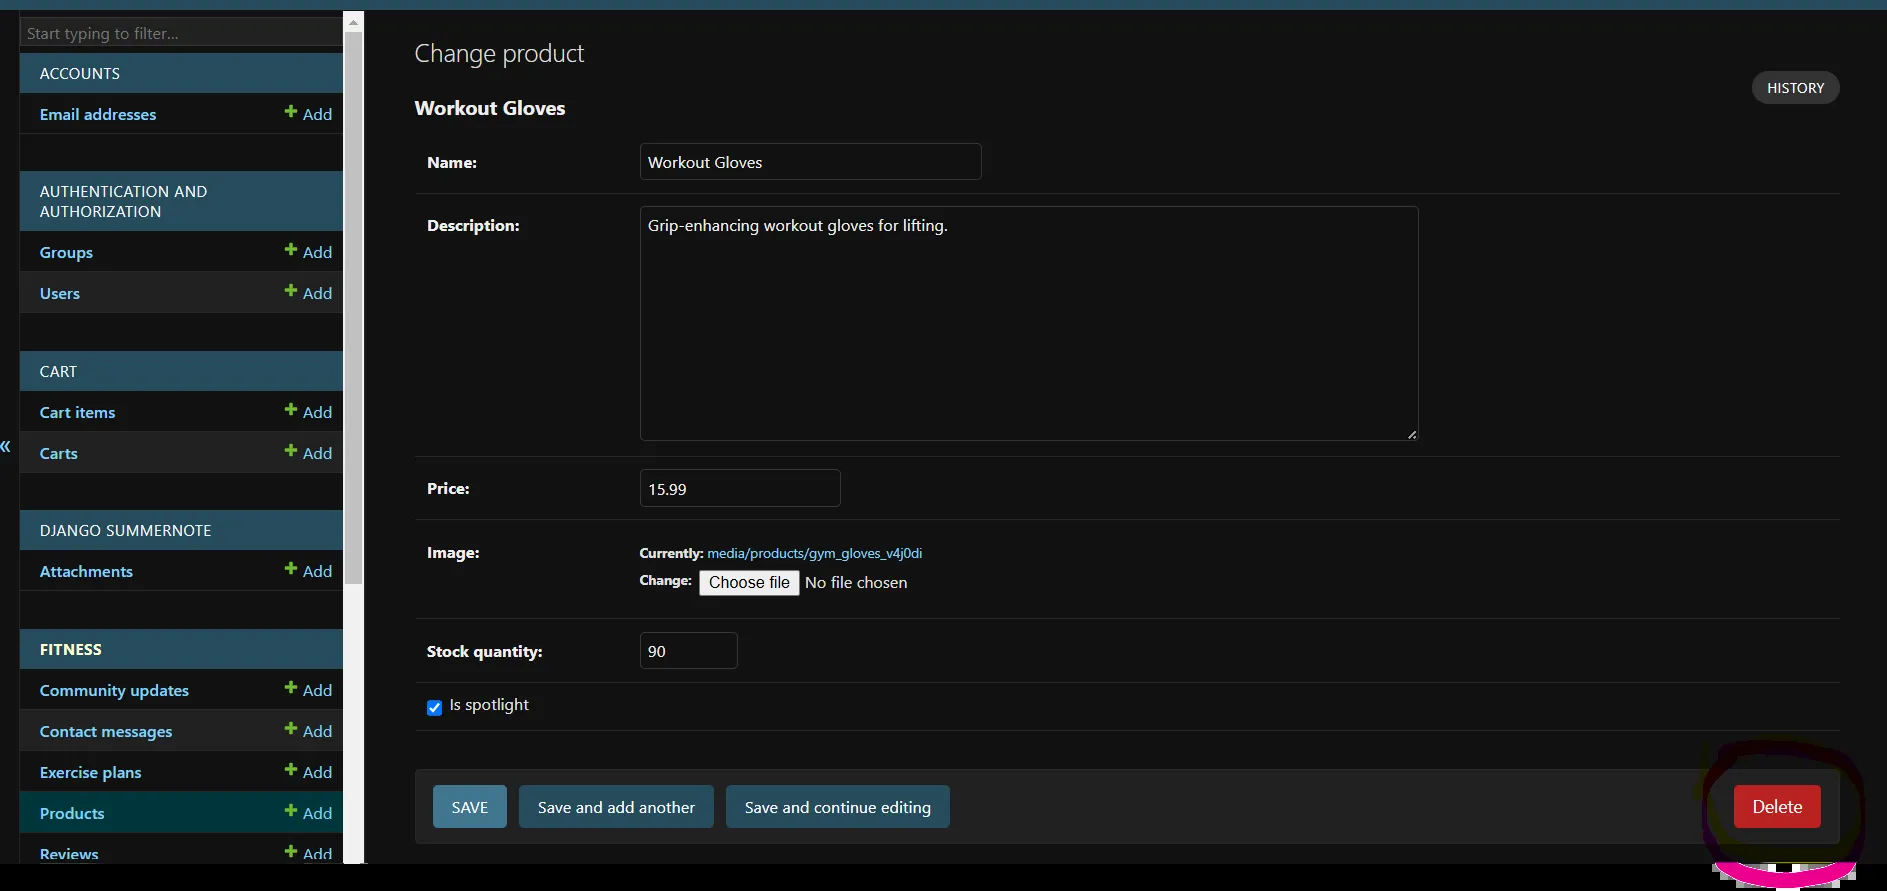 Start typing to filter...
ACCOUNTS
Email addresses
Add
AUTHENTICATION AND
AUTHORIZATION
Groups
Add
Users
Add
CART
Cart items
Add
Carts
Add
DJANGO SUMMERNOTE
Attachments
Add
FITNESS
Community updates
Add
Contact messages
Add
Exercise plans
Add
Products
Add
Reviews
Add
«
Change product
HISTORY
Workout Gloves
Name:
Workout Gloves
Description:
Grip-enhancing workout gloves for lifting.
Price:
15.99
Image:
Currently: media/products/gym_gloves_v4j0di
Change: Choose file No file chosen
Stock quantity:
90
Is spotlight
SAVE
Save and add another
Save and continue editing
Delete